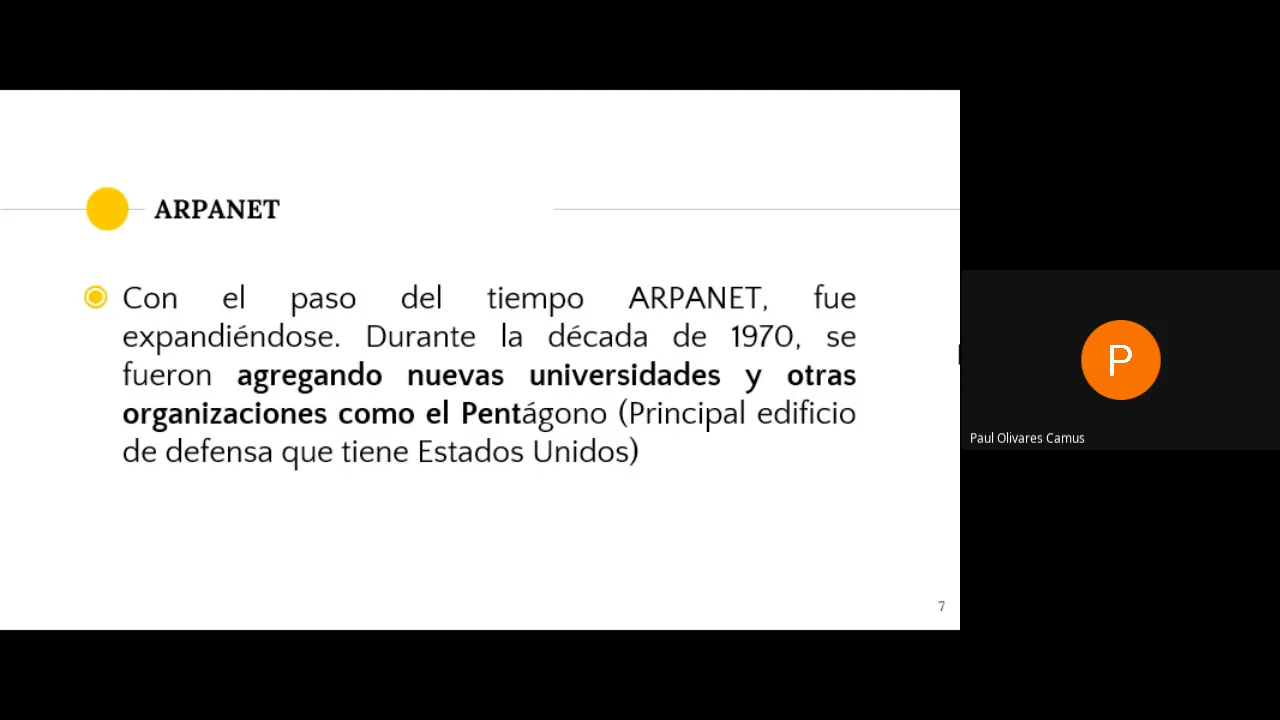 ARPANET
Con el paso del tiempo ARPANET, fue
expandiéndose. Durante la década de 1970, se
fueron agregando nuevas universidades y otras
organizaciones como el Pentágono (Principal edificio
de defensa que tiene Estados Unidos)
7
P
Paul Olivares Camus